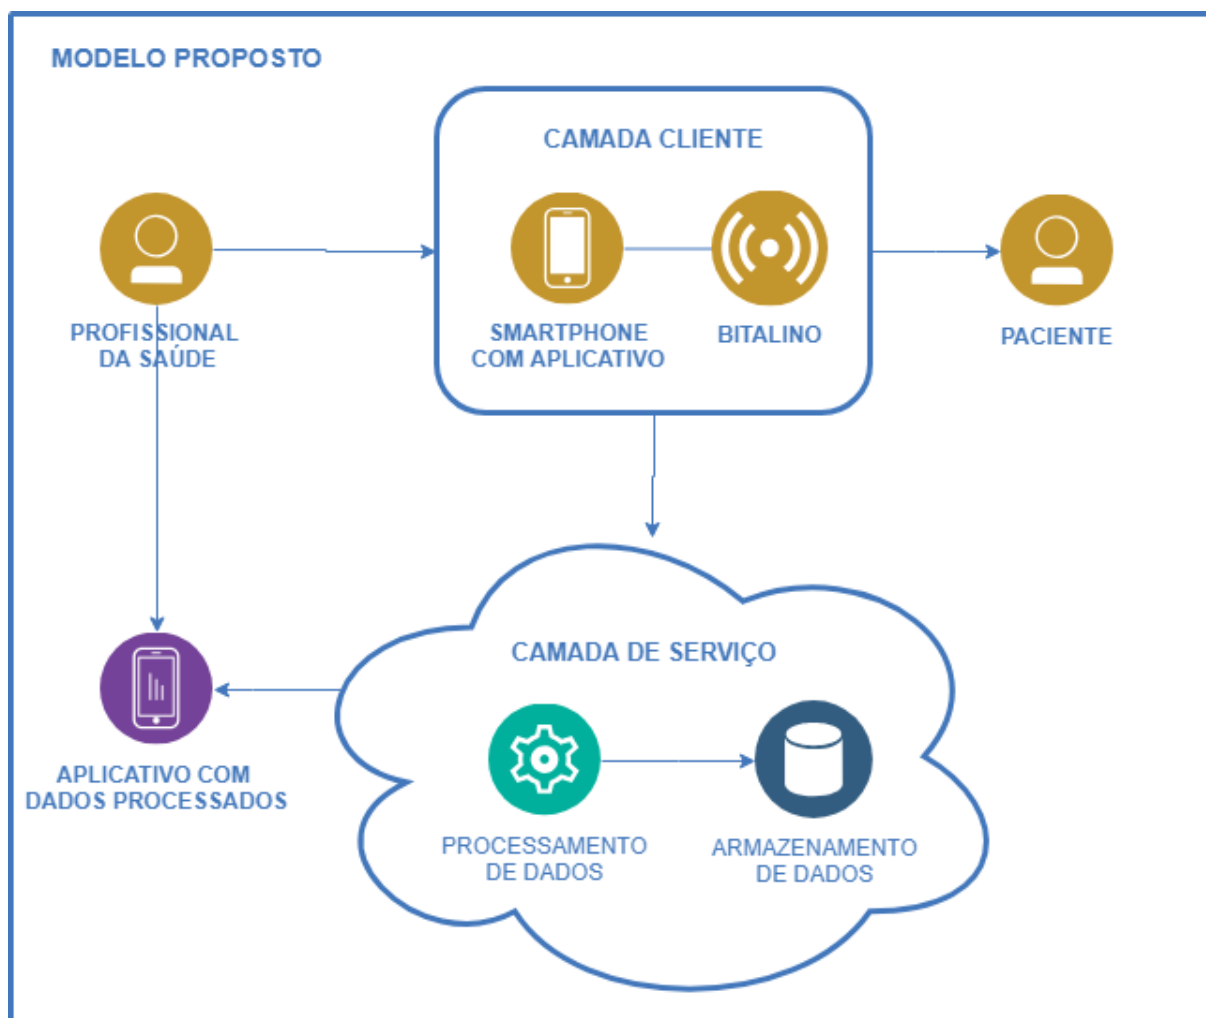 MODELO PROPOSTO
CAMADA CLIENTE
PROFISSIONAL
DA SAÚDE
SMARTPHONE
COM APLICATIVO
BITALINO
PACIENTE
CAMADA DE SERVIÇO
APLICATIVO COM
DADOS PROCESSADOS
PROCESSAMENTO
DE DADOS
ARMAZENAMENTO
DE DADOS